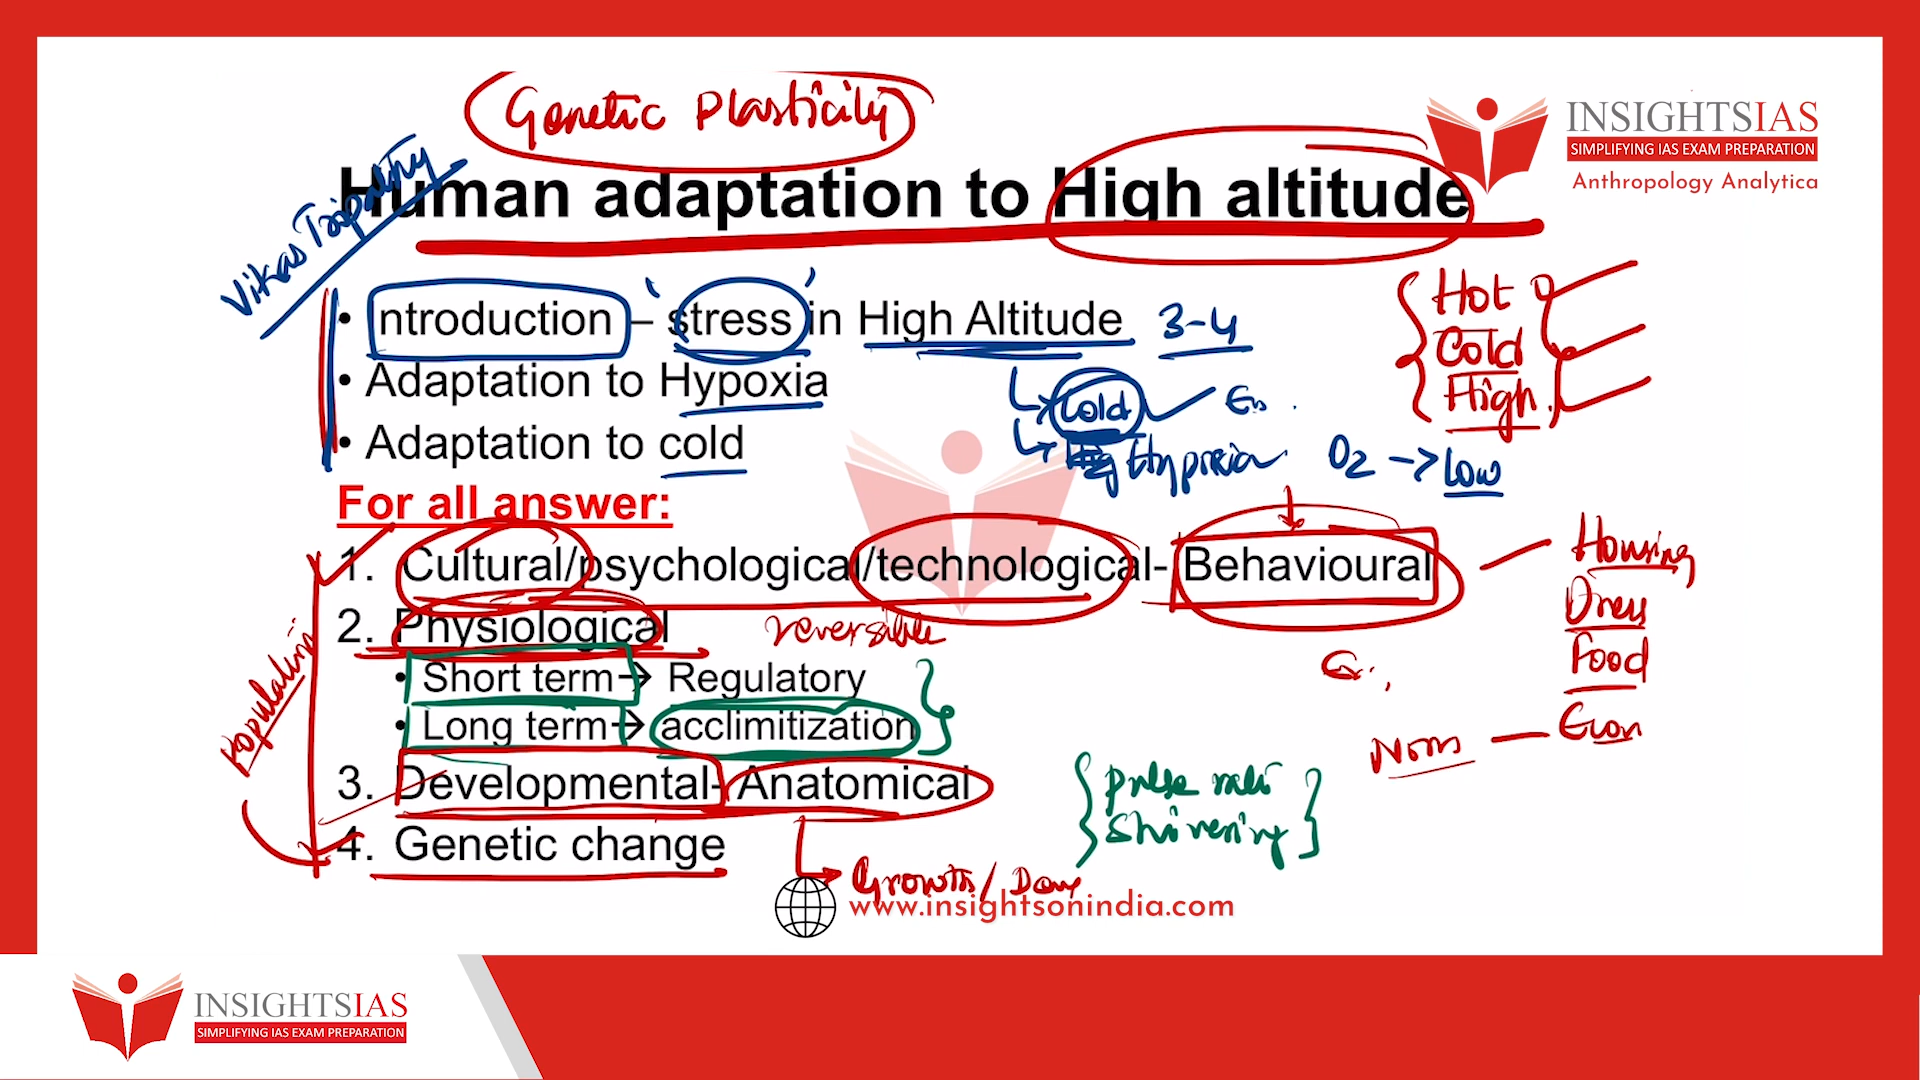 Genetic Plasticity
INSIGHTSIAS
SIMPLIFYING IAS EXAM PREPARATION
Anthropology Analytica
Human adaptation to High altitude
Vikas Tripathy
• Introduction – 'stress' in High Altitude 3-4
• Adaptation to Hypoxia
• Adaptation to cold
Hot
Cold
High
Cold
Hypoxia O2 -> Low
For all answer:
1. Cultural/psychological/technological- Behavioural
2. Physiological reversible
• Short term→ Regulatory
• Long term→ acclimitization
3. Developmental- Anatomical
4. Genetic change
Housing
Dress
Food
Econ
Population
pulse rate
Shivering
Growth/
www.insightsonindia.com
INSIGHTSIAS
SIMPLIFYING IAS EXAM PREPARATION